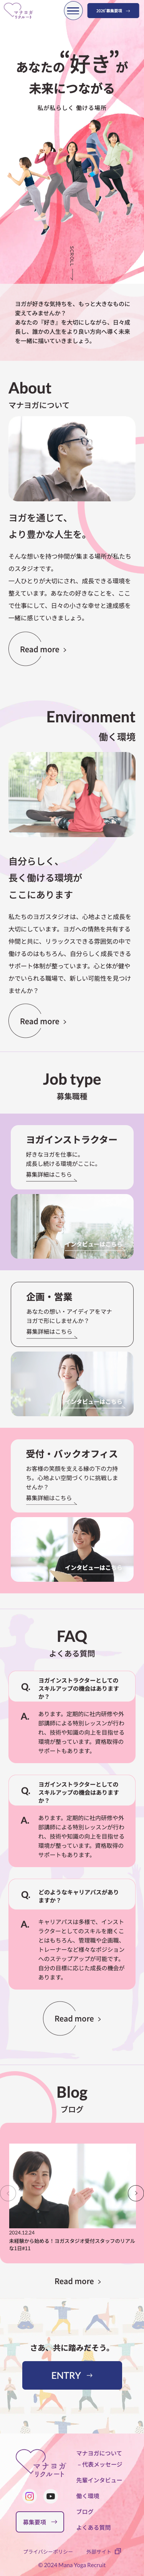 マナヨガ
リクルート
2026'募集要項
あなたの“好き”が
未来につながる
私が私らしく 働ける場所
SCROLL
ヨガが好きな気持ちを、もっと大きなものに
変えてみませんか？
あなたの『好き』を大切にしながら、日々成
長し、誰かの人生をより良い方向へ導く未来
を一緒に描いていきましょう。
About
マナヨガについて
ヨガを通じて、
より豊かな人生を。
そんな想いを持つ仲間が集まる場所が私たち
のスタジオです。
一人ひとりが大切にされ、成長できる環境を
整えています。あなたの好きなことを、ここ
で仕事にして、日々の小さな幸せと達成感を
一緒に感じていきましょう。
Read more
Environment
働く環境
自分らしく、
長く働ける環境が
ここにあります
私たちのヨガスタジオは、心地よさと成長を
大切にしています。ヨガへの情熱を共有する
仲間と共に、リラックスできる雰囲気の中で
働けるのはもちろん、自分らしく成長できる
サポート体制が整っています。心と体が健や
かでいられる職場で、新しい可能性を見つけ
ませんか？
Read more
Job type
募集職種
ヨガインストラクター
好きなヨガを仕事に。
成長し続ける環境がここに。
募集詳細はこちら
インタビューはこちら
企画・営業
あなたの想い・アイディアをマナ
ヨガで形にしませんか？
募集詳細はこちら
インタビューはこちら
受付・バックオフィス
お客様の笑顔を支える縁の下の力持
ち。心地よい空間づくりに挑戦しま
せんか？
募集詳細はこちら
インタビューはこちら
FAQ
よくある質問
Q. ヨガインストラクターとしての
スキルアップの機会はあります
か？
A. あります。定期的に社内研修や外
部講師による特別レッスンが行わ
れ、技術や知識の向上を目指せる
環境が整っています。資格取得の
サポートもあります。
Q. ヨガインストラクターとしての
スキルアップの機会はあります
か？
A. あります。定期的に社内研修や外
部講師による特別レッスンが行わ
れ、技術や知識の向上を目指せる
環境が整っています。資格取得の
サポートもあります。
Q. どのようなキャリアパスがあり
ますか？
A. キャリアパスは多様で、インスト
ラクターとしてのスキルを磨くこ
とはもちろん、管理職や企画職、
トレーナーなど様々なポジション
へのステップアップが可能です。
自分の目標に応じた成長の機会が
あります。
Read more
Blog
ブログ
2024.12.24
未経験から始める！ヨガスタジオ受付スタッフのリアル
な1日#11
Read more
さあ、共に踏みだそう。
ENTRY
マナヨガ
リクルート
募集要項
マナヨガについて
- 代表メッセージ
先輩インタビュー
働く環境
ブログ
よくある質問
プライバシーポリシー
外部サイト
© 2024 Mana Yoga Recruit